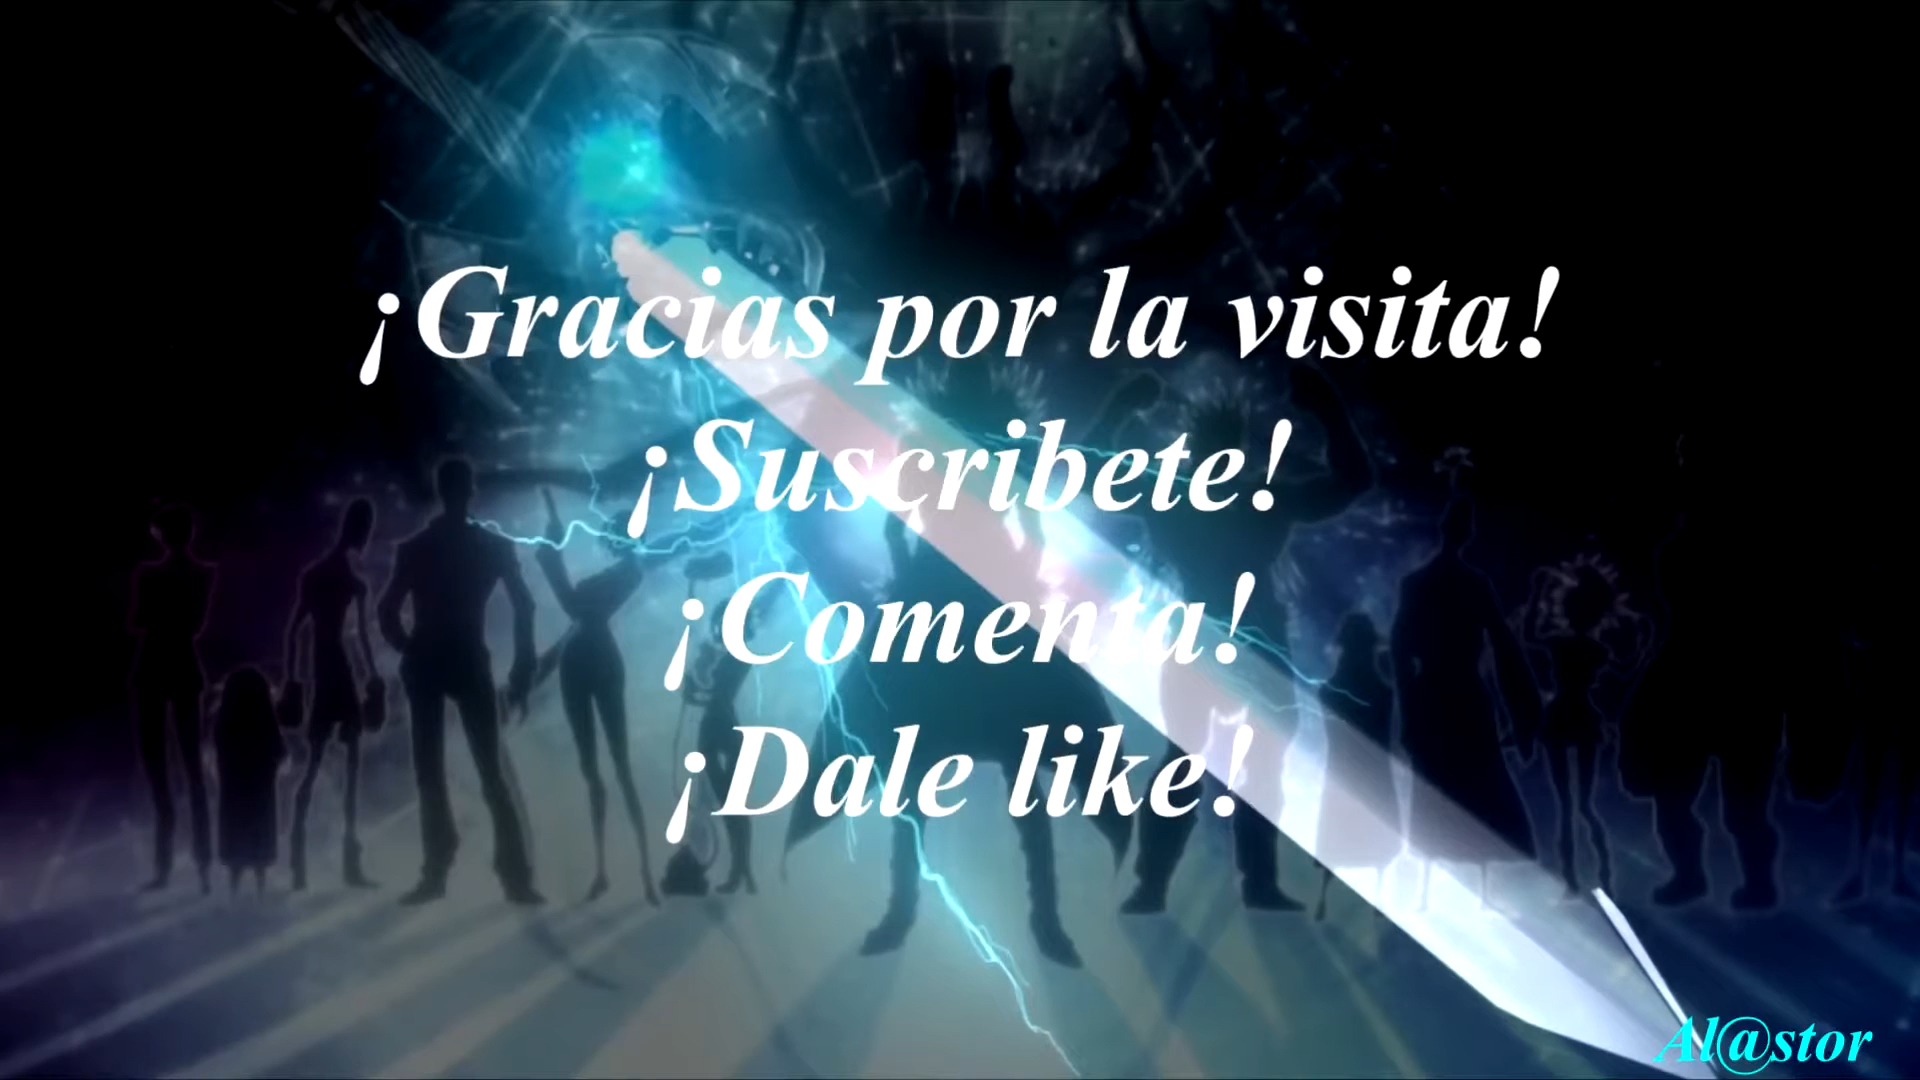 ¡Gracias por la visita!
¡Suscribete!
¡Comenta!
¡Dale like!
Al@stor